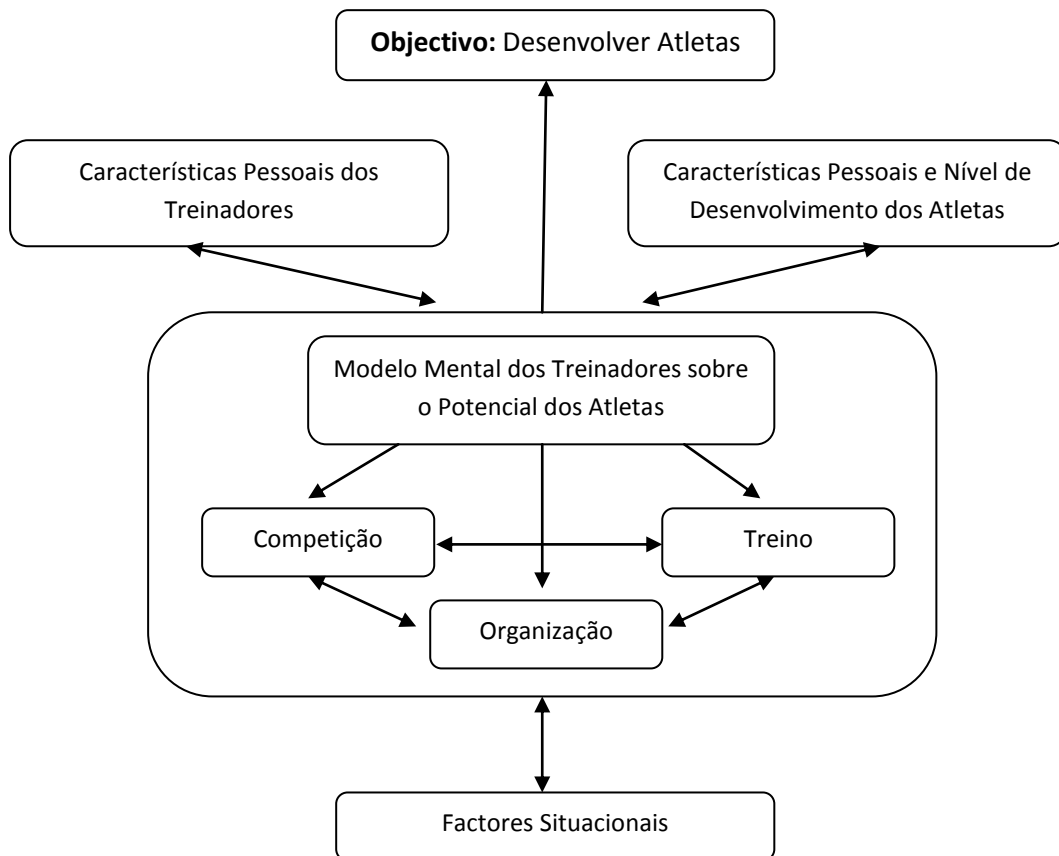 Objectivo: Desenvolver Atletas
Características Pessoais dos
Treinadores
Características Pessoais e Nível de
Desenvolvimento dos Atletas
Modelo Mental dos Treinadores sobre
o Potencial dos Atletas
Competição
Treino
Organização
Factores Situacionais